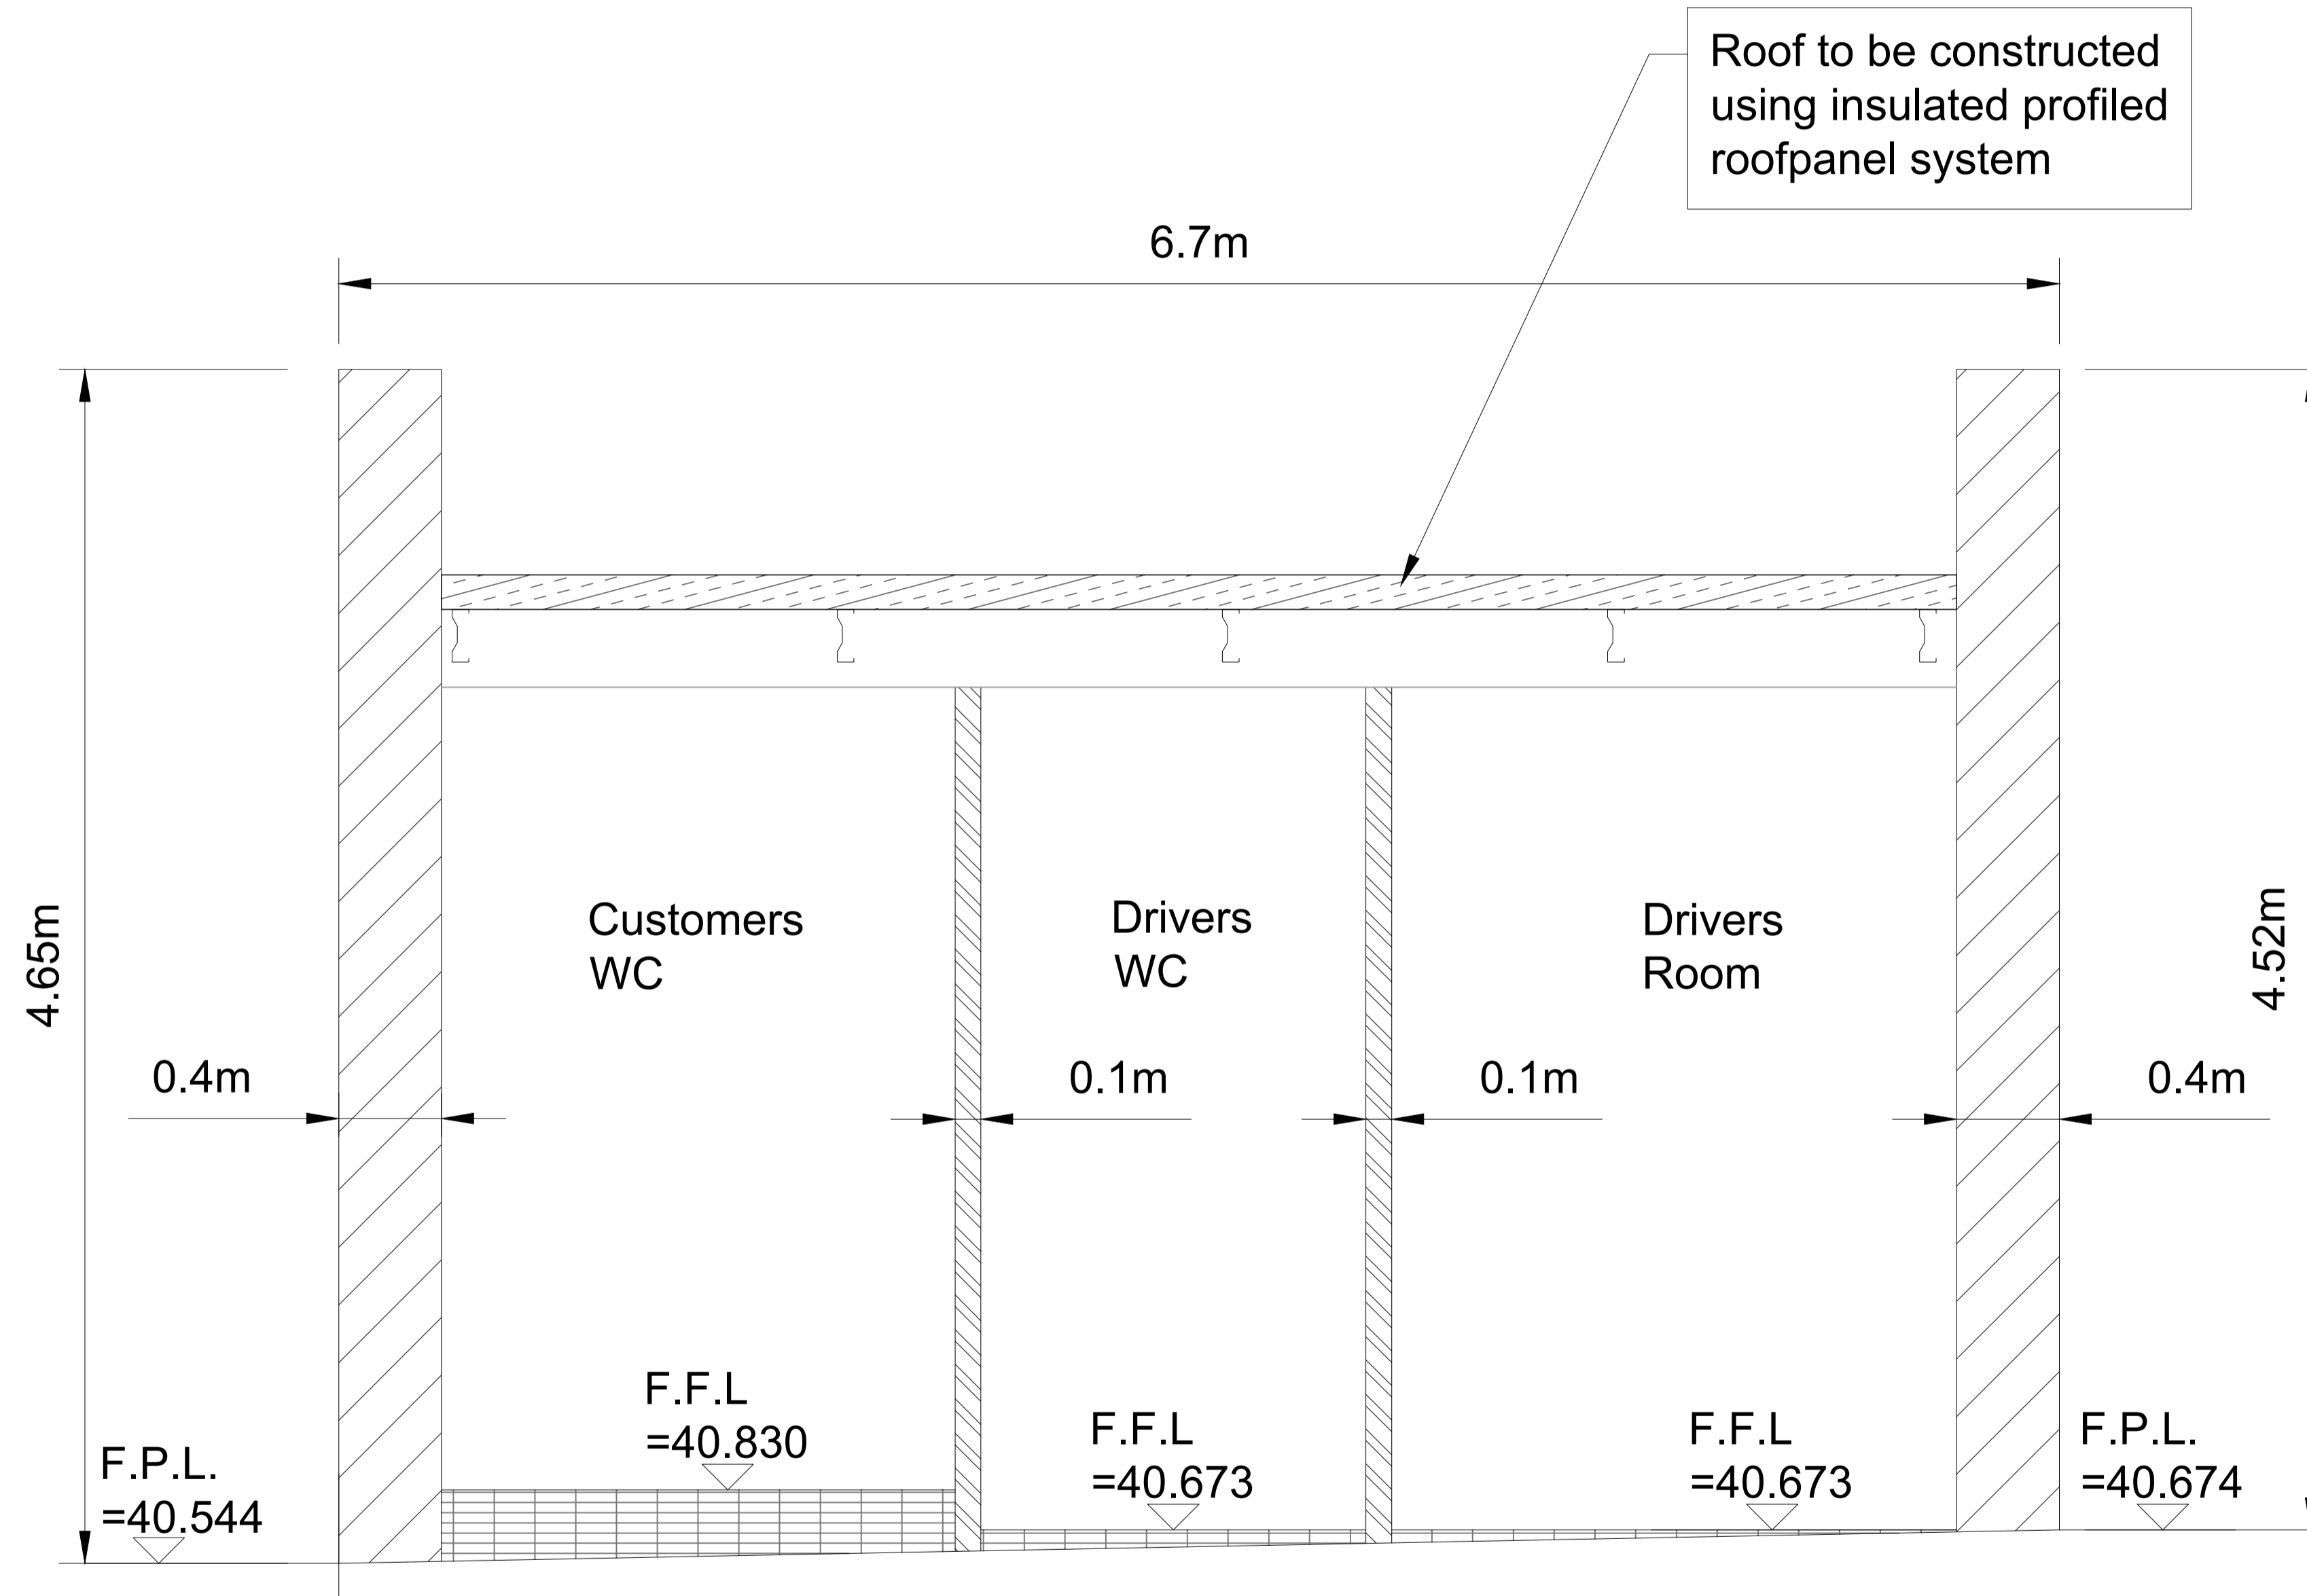 Roof to be constructed
using insulated profiled
roofpanel system
6.7m
4.65m
4.52m
Customers
WC
Drivers
WC
Drivers
Room
0.4m
0.1m
0.1m
0.4m
F.F.L
=40.830
F.F.L
=40.673
F.F.L
=40.673
F.P.L.
=40.674
F.P.L.
=40.544